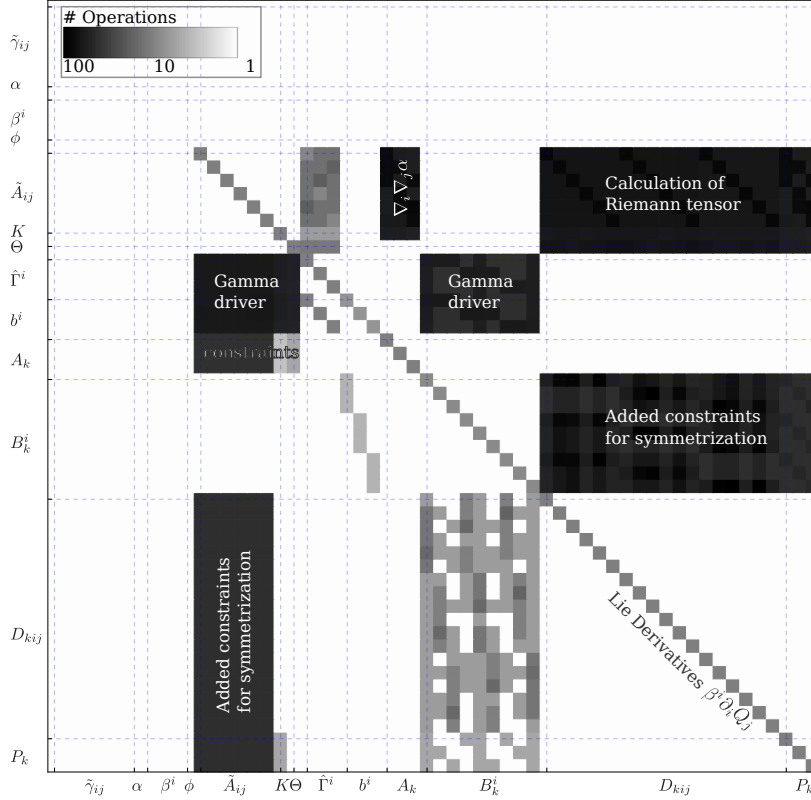 # Operations
100 10 1
γ̃ij
α
βi
ϕ
Ãij
K
Θ
Γ̂i
bi
Ak
Bik
Dkij
Pk
∇i∇jα
Calculation of
Riemann tensor
Gamma
driver
Gamma
driver
constraints
Added constraints
for symmetrization
Added constraints
for symmetrization
Lie Derivatives βi∂iQj
γ̃ij α βi ϕ Ãij KΘ Γ̂i bi Ak Bik Dkij Pk